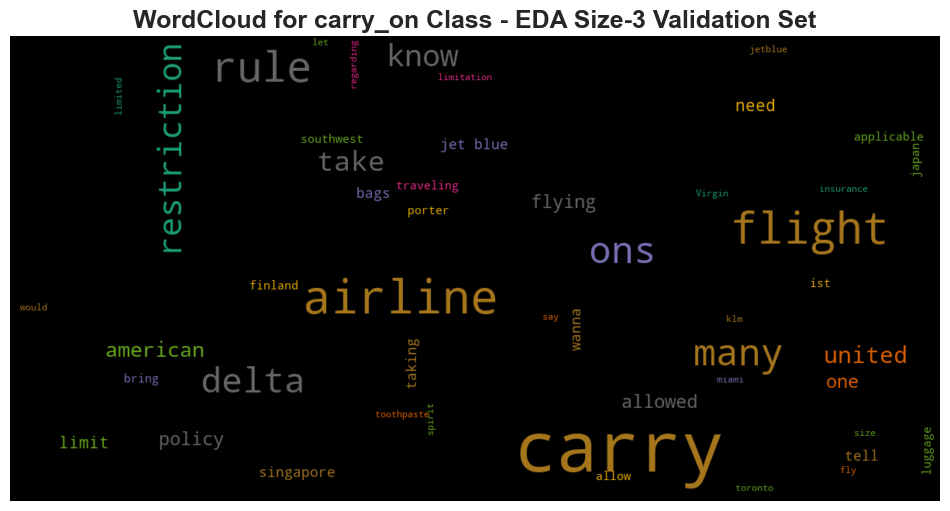 WordCloud for carry_on Class - EDA Size-3 Validation Set
let
regarding
rule
know
jetblue
limitation
limited
restriction
need
southwest
jet blue
applicable
japan
take
traveling
bags
Virgin
insurance
porter
flying
flight
ons
finland
airline
ist
would
say
wanna
klm
american
taking
many
united
bring
delta
miami
one
allowed
toothpaste
spirit
limit
policy
carry
size
luggage
tell
singapore
allow
fly
toronto